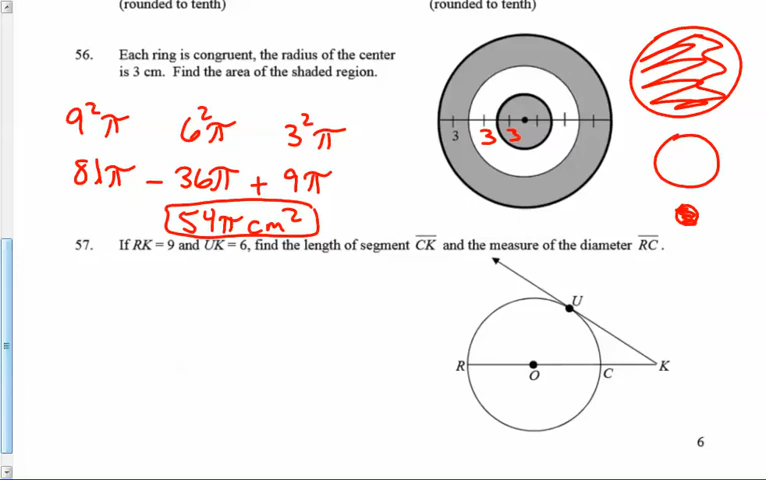 (rounded to tenth) (rounded to tenth)
56. Each ring is congruent, the radius of the center
is 3 cm. Find the area of the shaded region.
9²π 6²π 3²π
3 3 3
81π - 36π + 9π
54π cm²
57. If RK = 9 and UK = 6, find the length of segment CK and the measure of the diameter RC .
U
R O C K
6